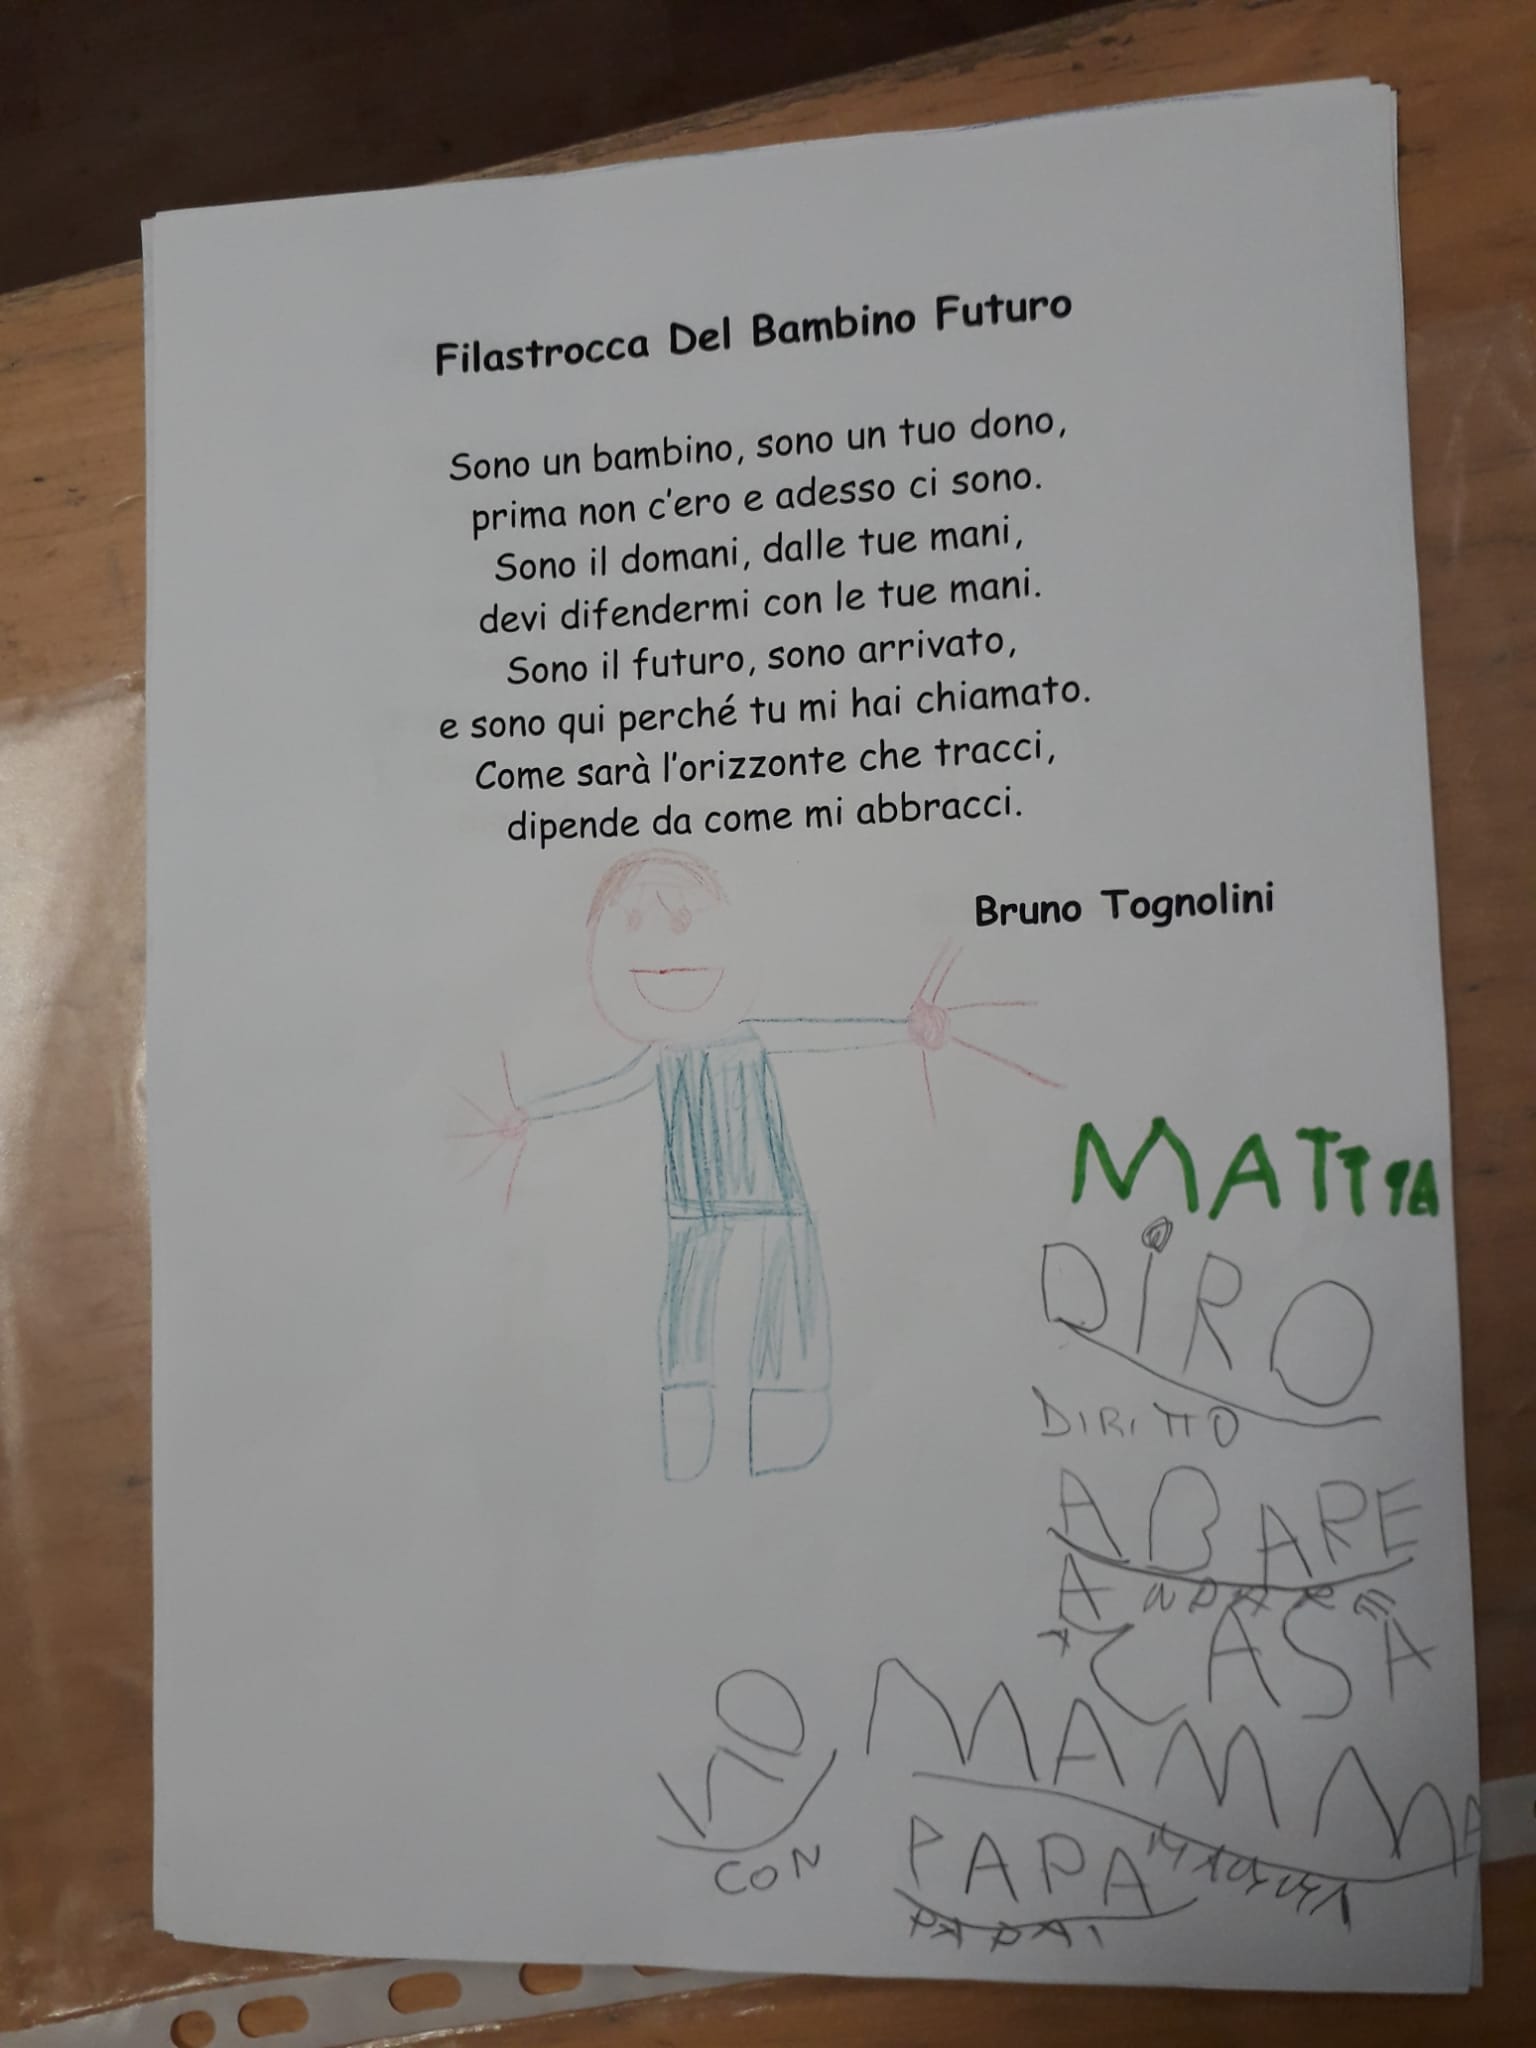 Filastrocca Del Bambino Futuro
Sono un bambino, sono un tuo dono,
prima non c'ero e adesso ci sono.
Sono il domani, dalle tue mani,
devi difendermi con le tue mani.
Sono il futuro, sono arrivato,
e sono qui perché tu mi hai chiamato.
Come sarà l'orizzonte che tracci,
dipende da come mi abbracci.
Bruno Tognolini
MATTIA
DiRO
DIRITTO
ABARE
ANDARE
A CASA
NO MAMMA
CON
MAMMA
PAPA
PAPA'